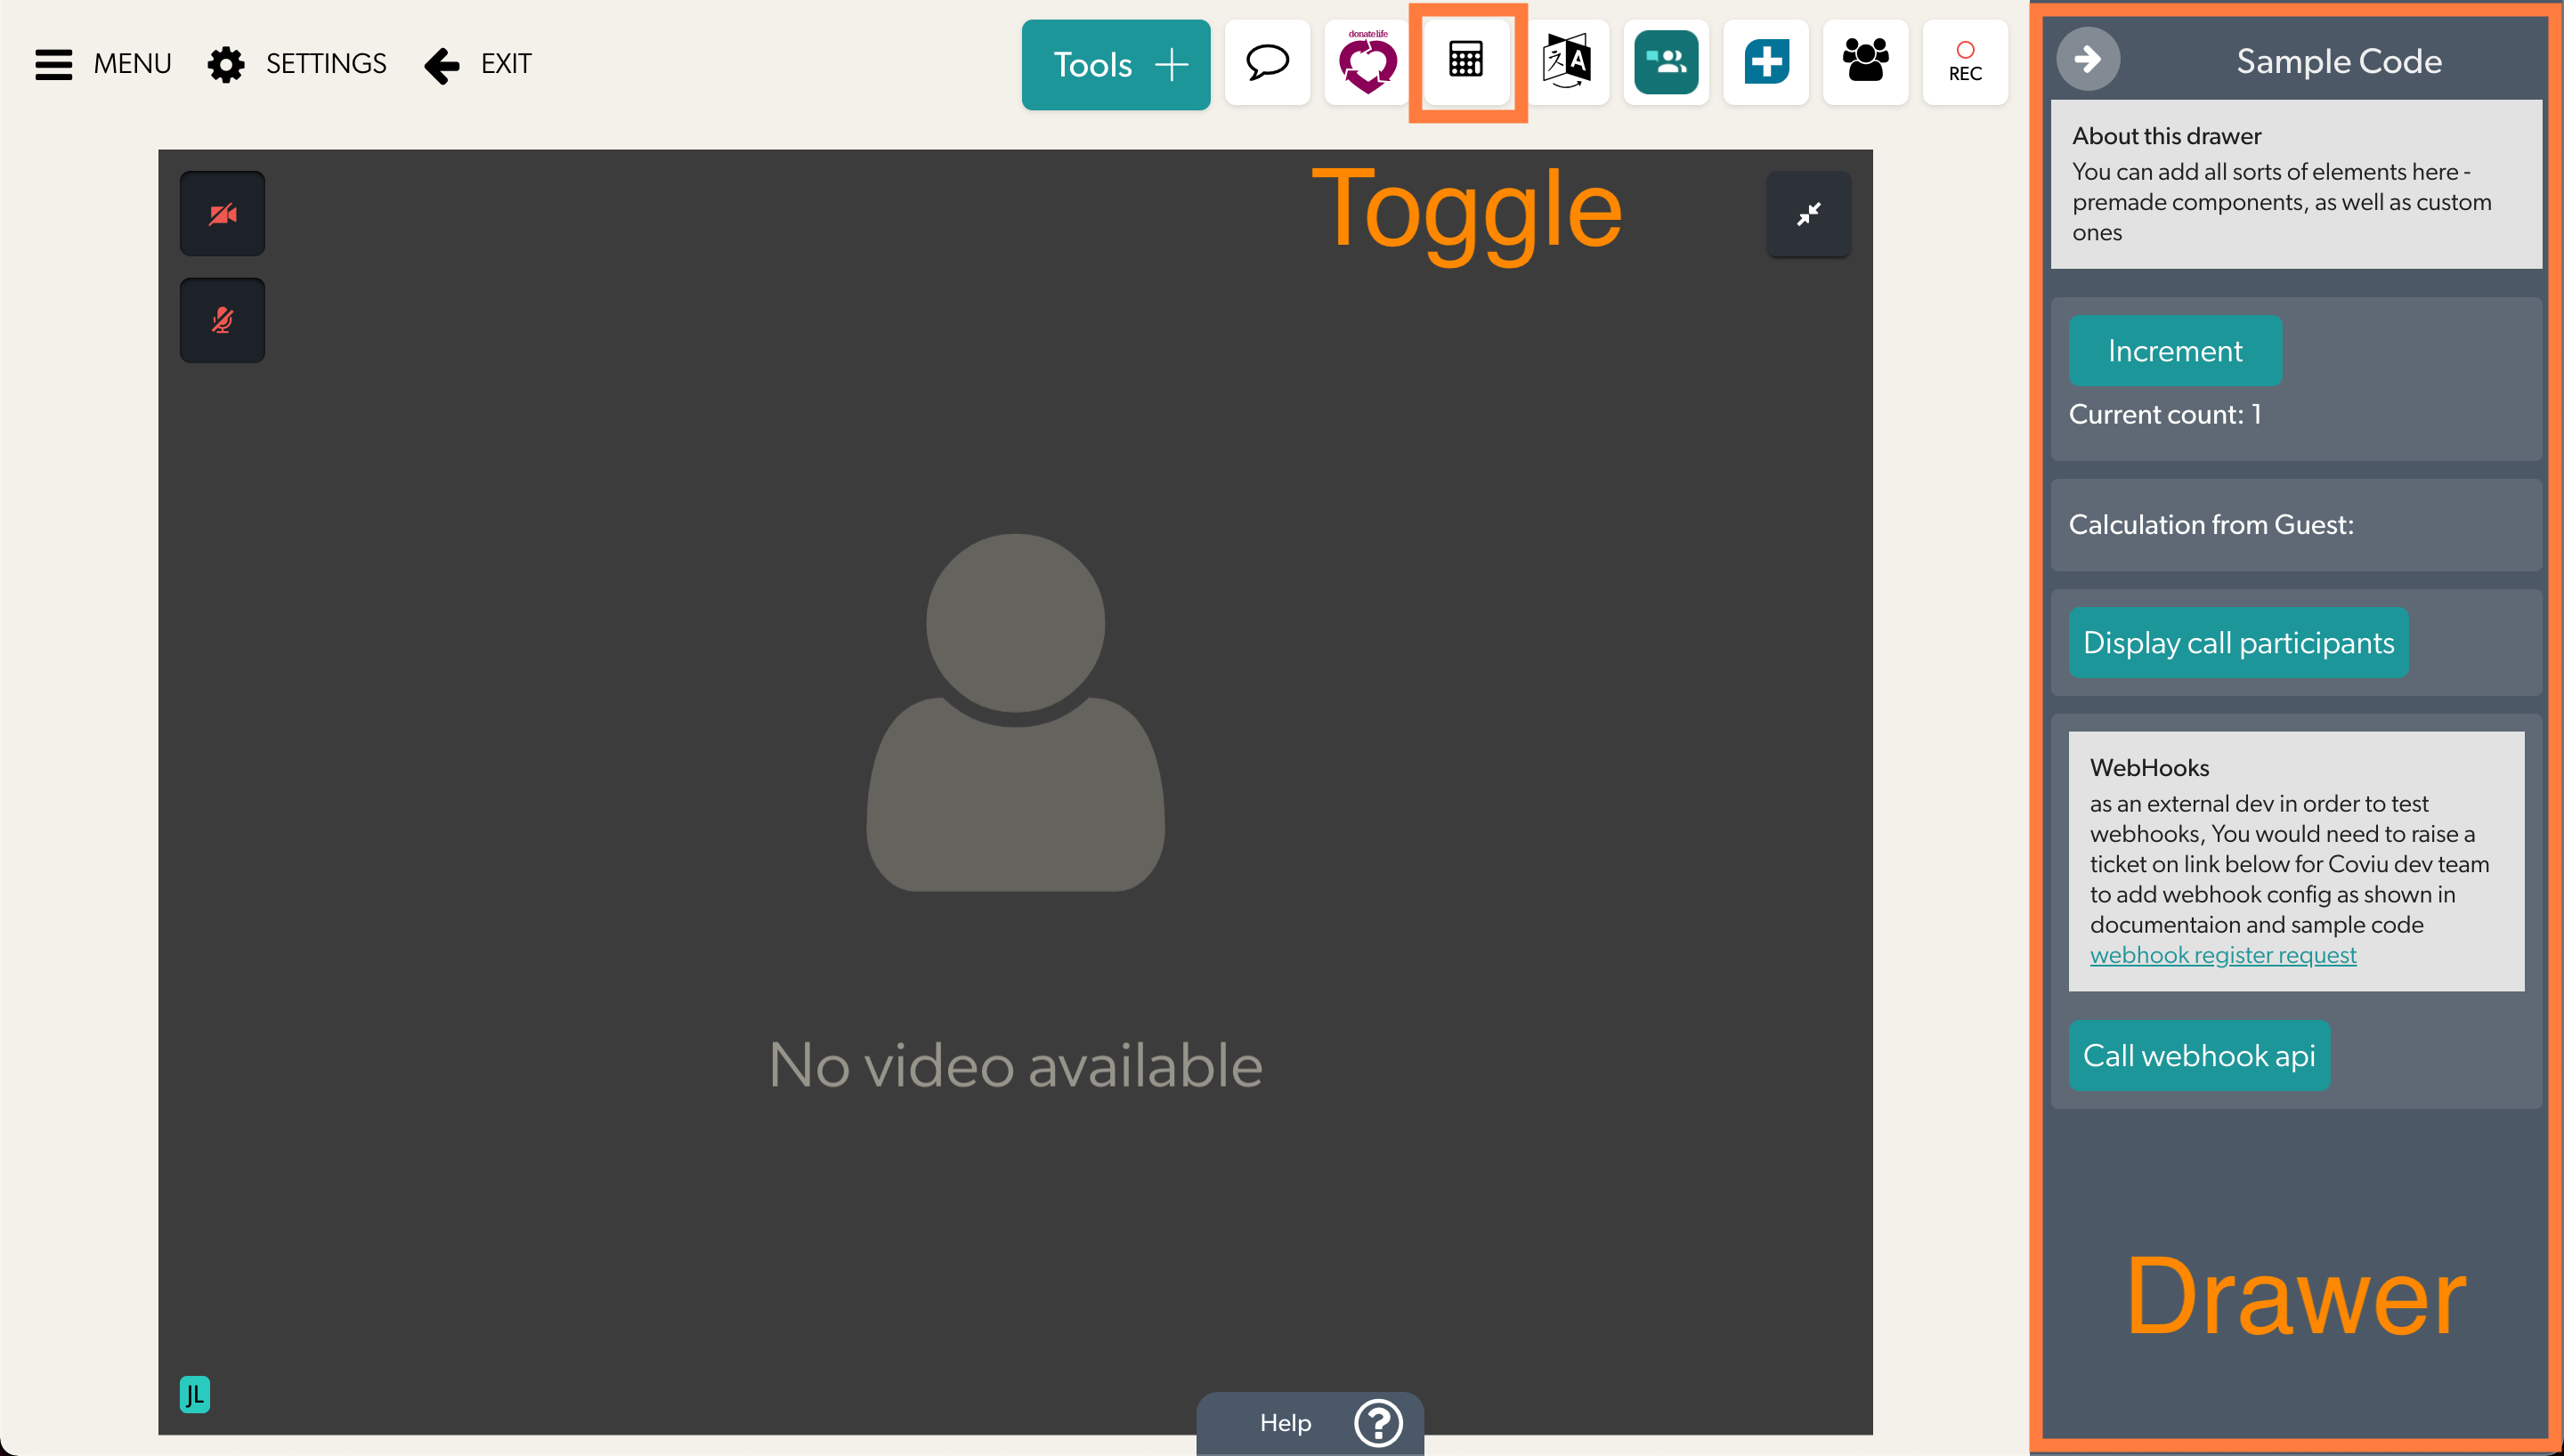 MENU
SETTINGS
EXIT
Tools
donatelife
A
REC
Toggle
No video available
JL
Help
?
Sample Code
About this drawer
You can add all sorts of elements here -
premade components, as well as custom
ones
Increment
Current count: 1
Calculation from Guest:
Display call participants
WebHooks
as an external dev in order to test
webhooks, You would need to raise a
ticket on link below for Coviu dev team
to add webhook config as shown in
documentaion and sample code
webhook register request
Call webhook api
Drawer